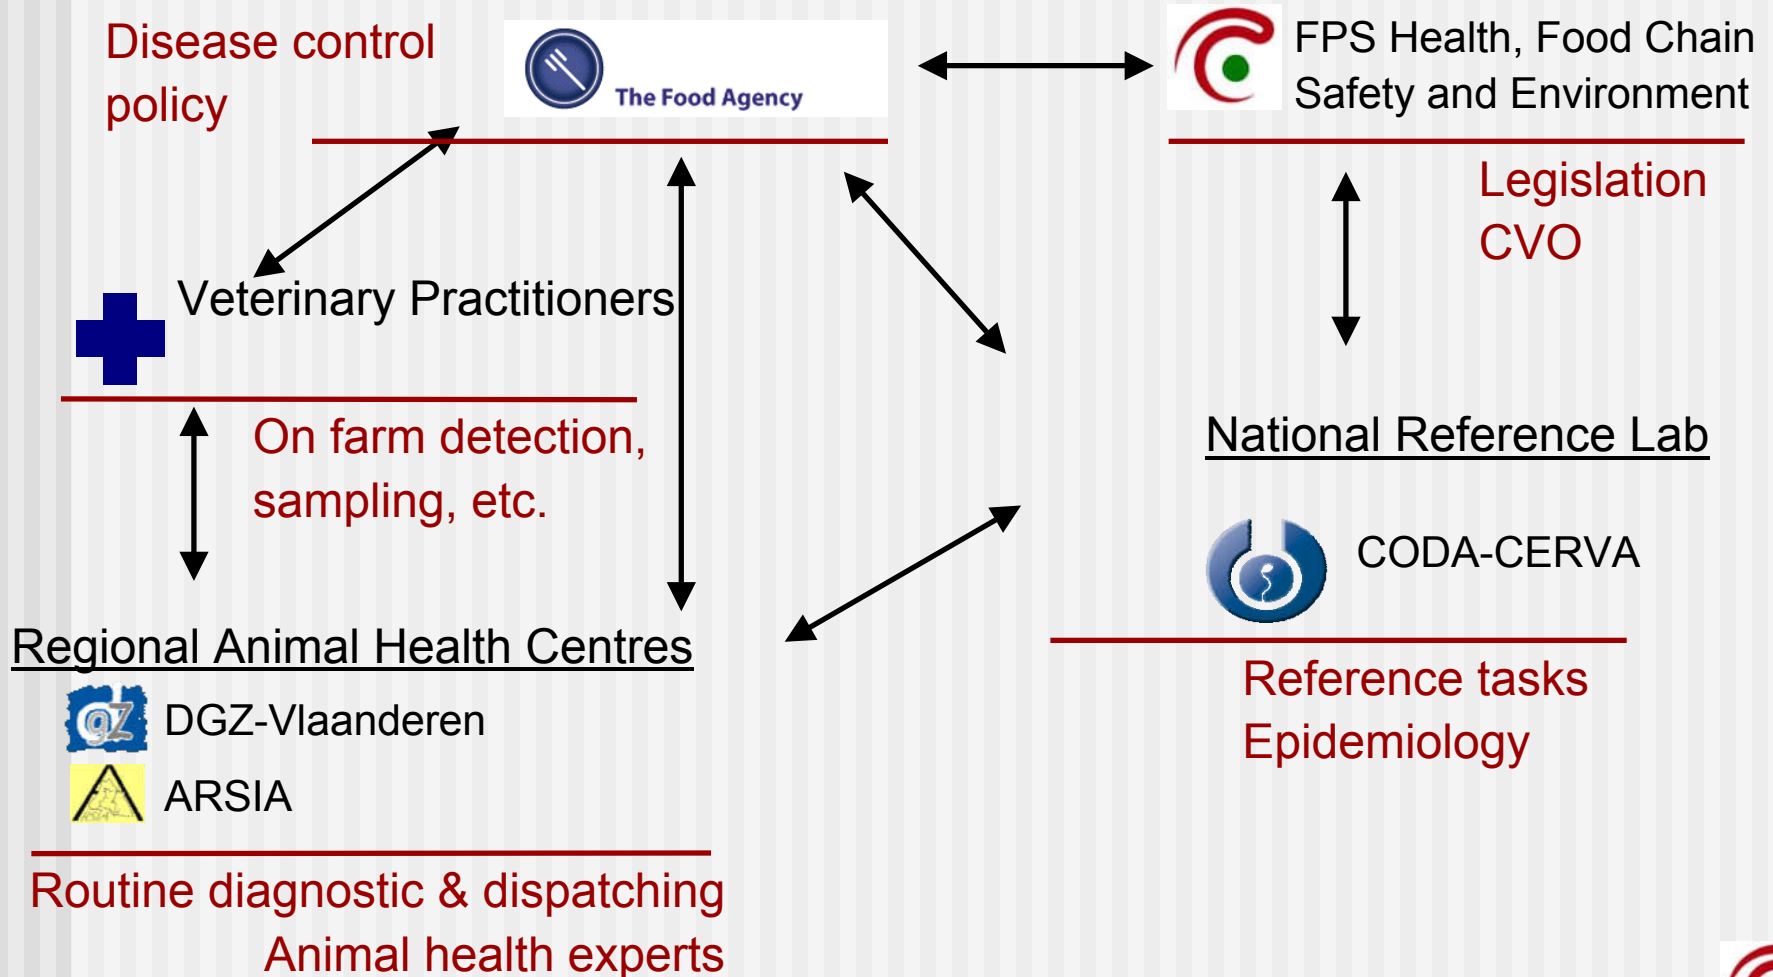 Disease control
policy
The Food Agency
FPS Health, Food Chain
Safety and Environment
Legislation
CVO
Veterinary Practitioners
On farm detection,
sampling, etc.
National Reference Lab
CODA-CERVA
Reference tasks
Epidemiology
Regional Animal Health Centres
gz
DGZ-Vlaanderen
ARSIA
Routine diagnostic & dispatching
Animal health experts